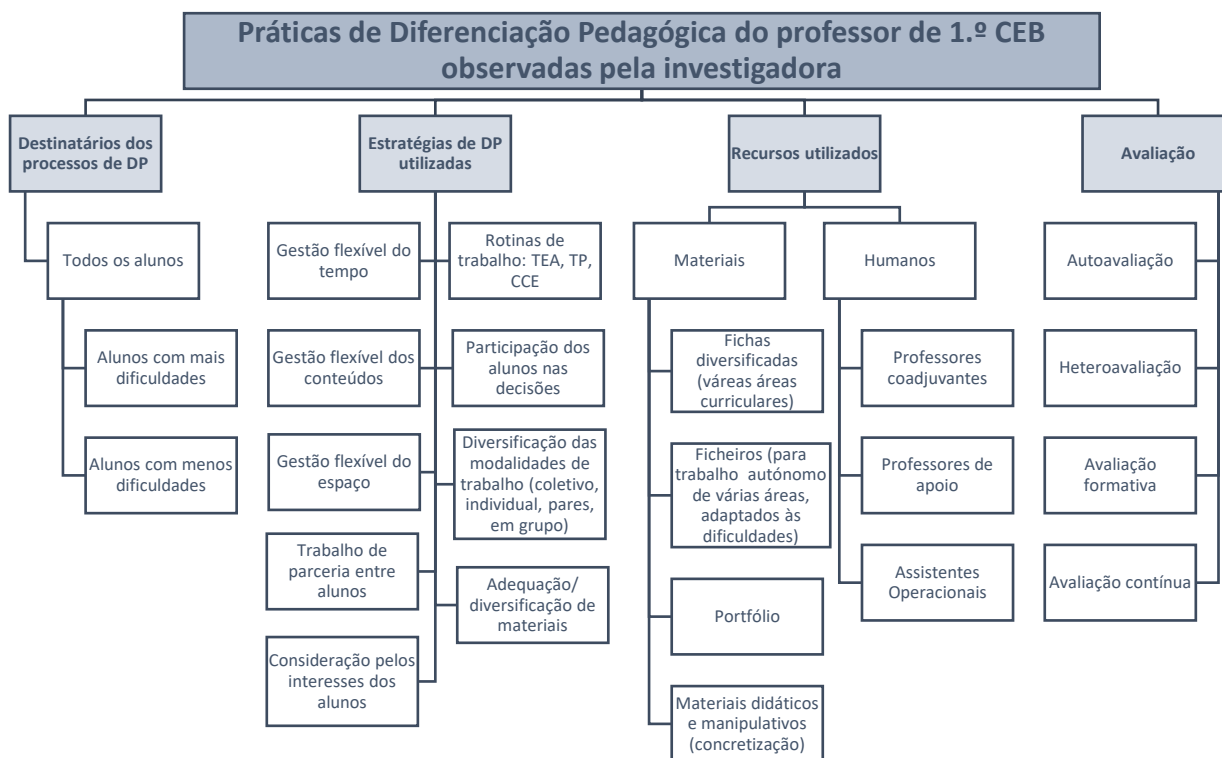 Práticas de Diferenciação Pedagógica do professor de 1.º CEB
observadas pela investigadora
Destinatários dos
processos de DP
Todos os alunos
Alunos com mais
dificuldades
Alunos com menos
dificuldades
Estratégias de DP
utilizadas
Gestão flexível do
tempo
Rotinas de
trabalho: TEA, TP,
CCE
Gestão flexível dos
conteúdos
Participação dos
alunos nas
decisões
Gestão flexível do
espaço
Diversificação das
modalidades de
trabalho (coletivo,
individual, pares,
em grupo)
Trabalho de
parceria entre
alunos
Adequação/
diversificação de
materiais
Consideração pelos
interesses dos
alunos
Recursos utilizados
Materiais
Fichas
diversificadas
(váreas áreas
curriculares)
Ficheiros (para
trabalho autónomo
de várias áreas,
adaptados às
dificuldades)
Portfólio
Materiais didáticos
e manipulativos
(concretização)
Humanos
Professores
coadjuvantes
Professores de
apoio
Assistentes
Operacionais
Avaliação
Autoavaliação
Heteroavaliação
Avaliação
formativa
Avaliação contínua